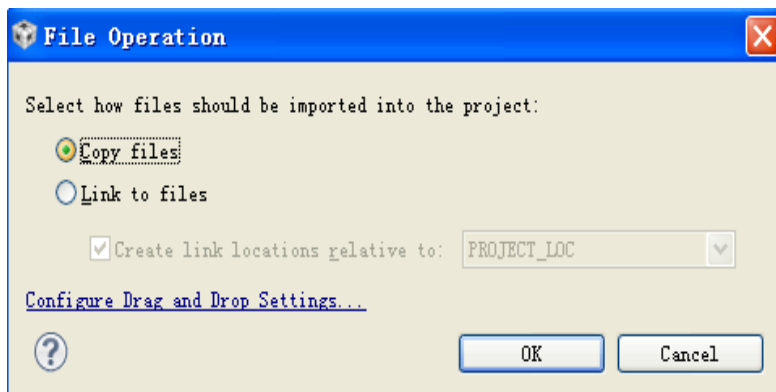 File Operation
Select how files should be imported into the project:
Copy files
Link to files
Create link locations relative to: PROJECT_LOC
Configure Drag and Drop Settings...
? OK Cancel